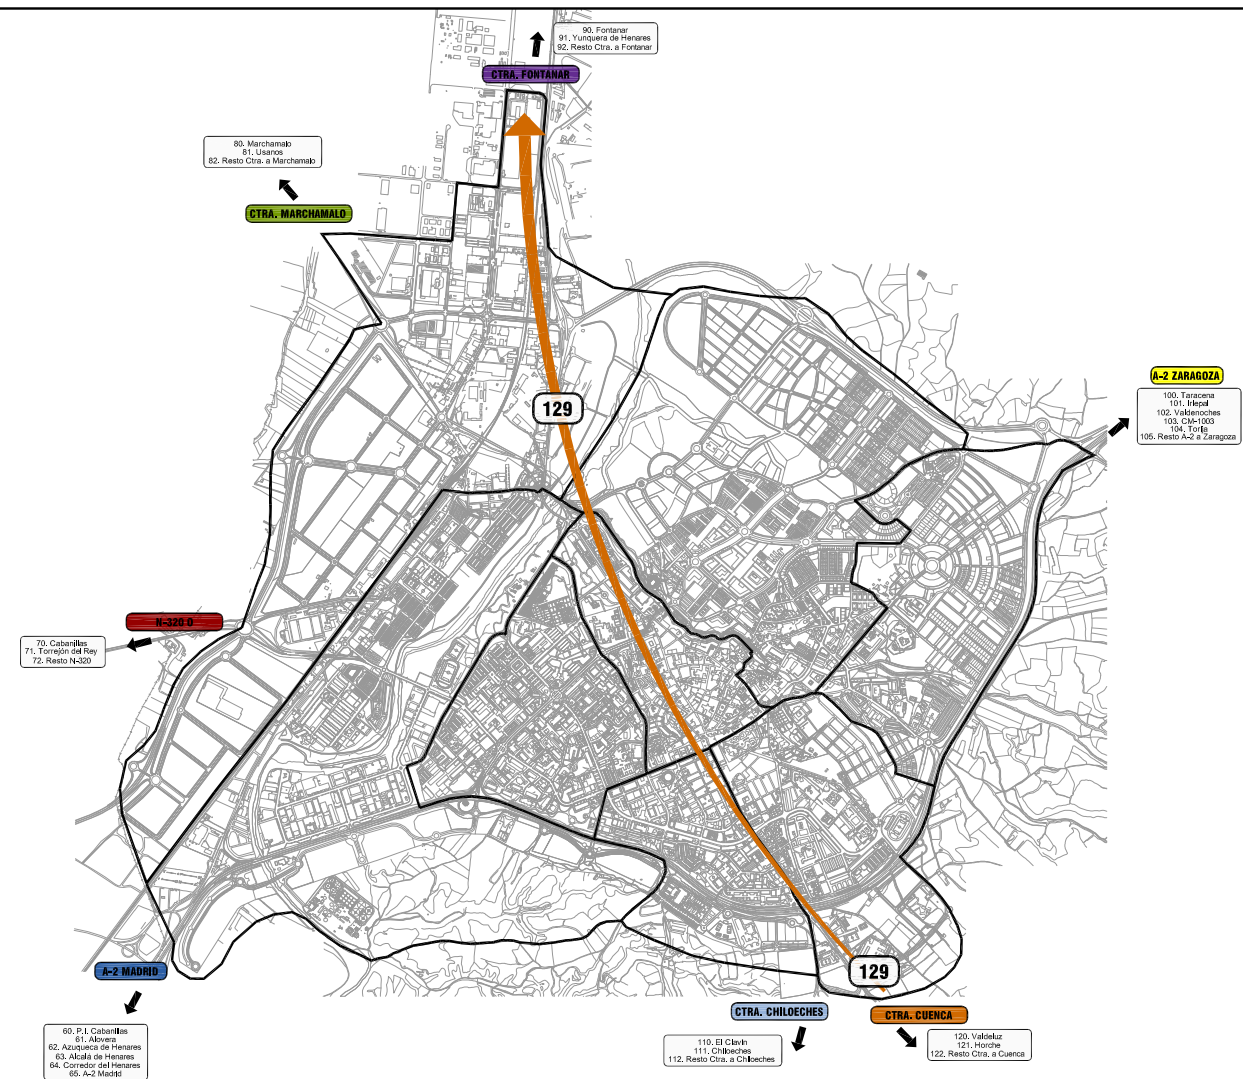 90. Fontanar
91. Yunquera de Henares
92. Resto Ctra. a Fontanar
CTRA. FONTANAR
80. Marchamalo
81. Usanos
82. Resto Ctra. a Marchamalo
CTRA. MARCHAMALO
A-2 ZARAGOZA
100. Taracena
101. Iriepal
102. Valdenoches
103. CM-1003
104. Torija
105. Resto A-2 a Zaragoza
129
N-320 O
70. Cabanillas
71. Torrejón del Rey
72. Resto N-320
129
A-2 MADRID
60. P.I. Cabanillas
61. Alovera
62. Azuqueca de Henares
63. Alcalá de Henares
64. Corredor del Henares
65. A-2 Madrid
CTRA. CHILOECHES
110. El Clavín
111. Chiloeches
112. Resto Ctra. a Chiloeches
CTRA. CUENCA
120. Valdeluz
121. Horche
122. Resto Ctra. a Cuenca